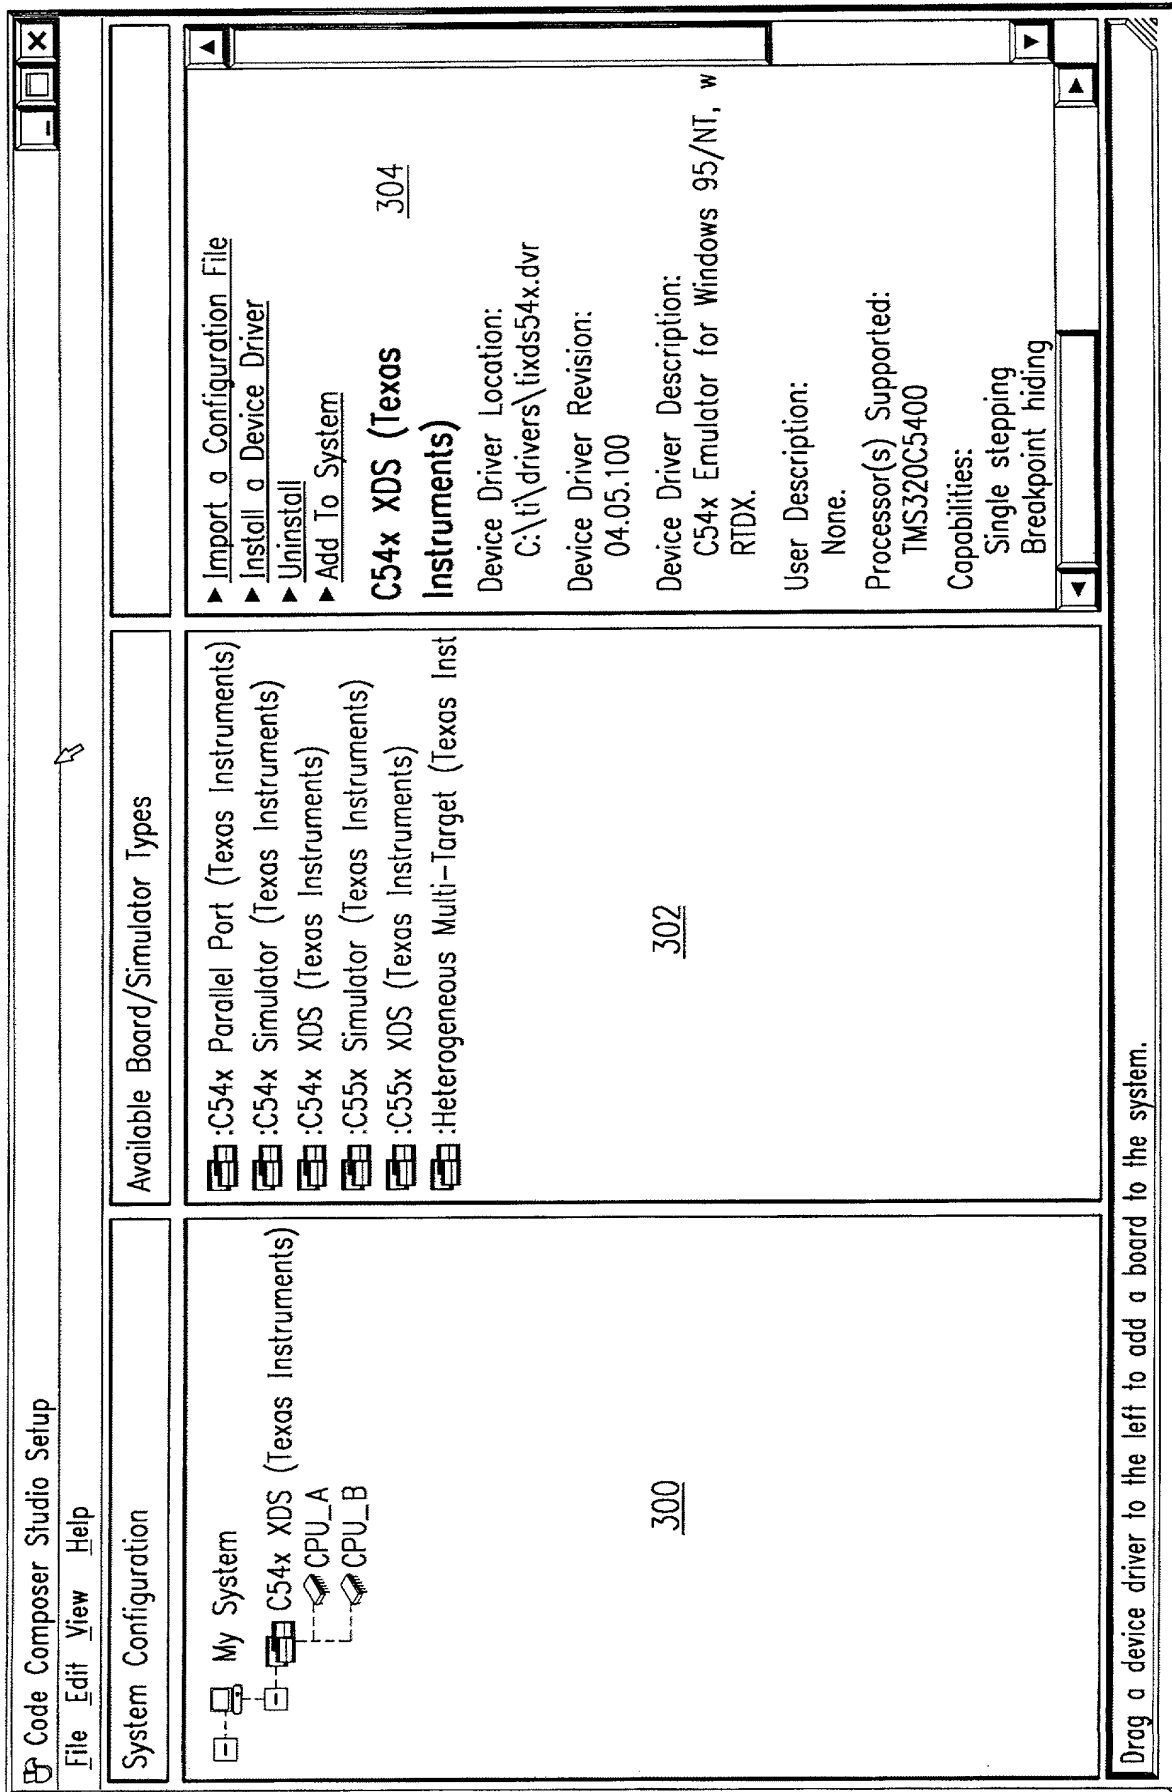 Code Composer Studio Setup
File Edit View Help
System Configuration
My System
C54x XDS (Texas Instruments)
CPU_A
CPU_B
300
Available Board/Simulator Types
:C54x Parallel Port (Texas Instruments)
:C54x Simulator (Texas Instruments)
:C54x XDS (Texas Instruments)
:C55x Simulator (Texas Instruments)
:C55x XDS (Texas Instruments)
:Heterogeneous Multi-Target (Texas Inst
302
Import a Configuration File
Install a Device Driver
Uninstall
Add To System
304
C54x XDS (Texas
Instruments)
Device Driver Location:
C:\ti\drivers\tixds54x.dvr
Device Driver Revision:
04.05.100
Device Driver Description:
C54x Emulator for Windows 95/NT, w
RTDX.
User Description:
None.
Processor(s) Supported:
TMS320C5400
Capabilities:
Single stepping
Breakpoint hiding
Drag a device driver to the left to add a board to the system.